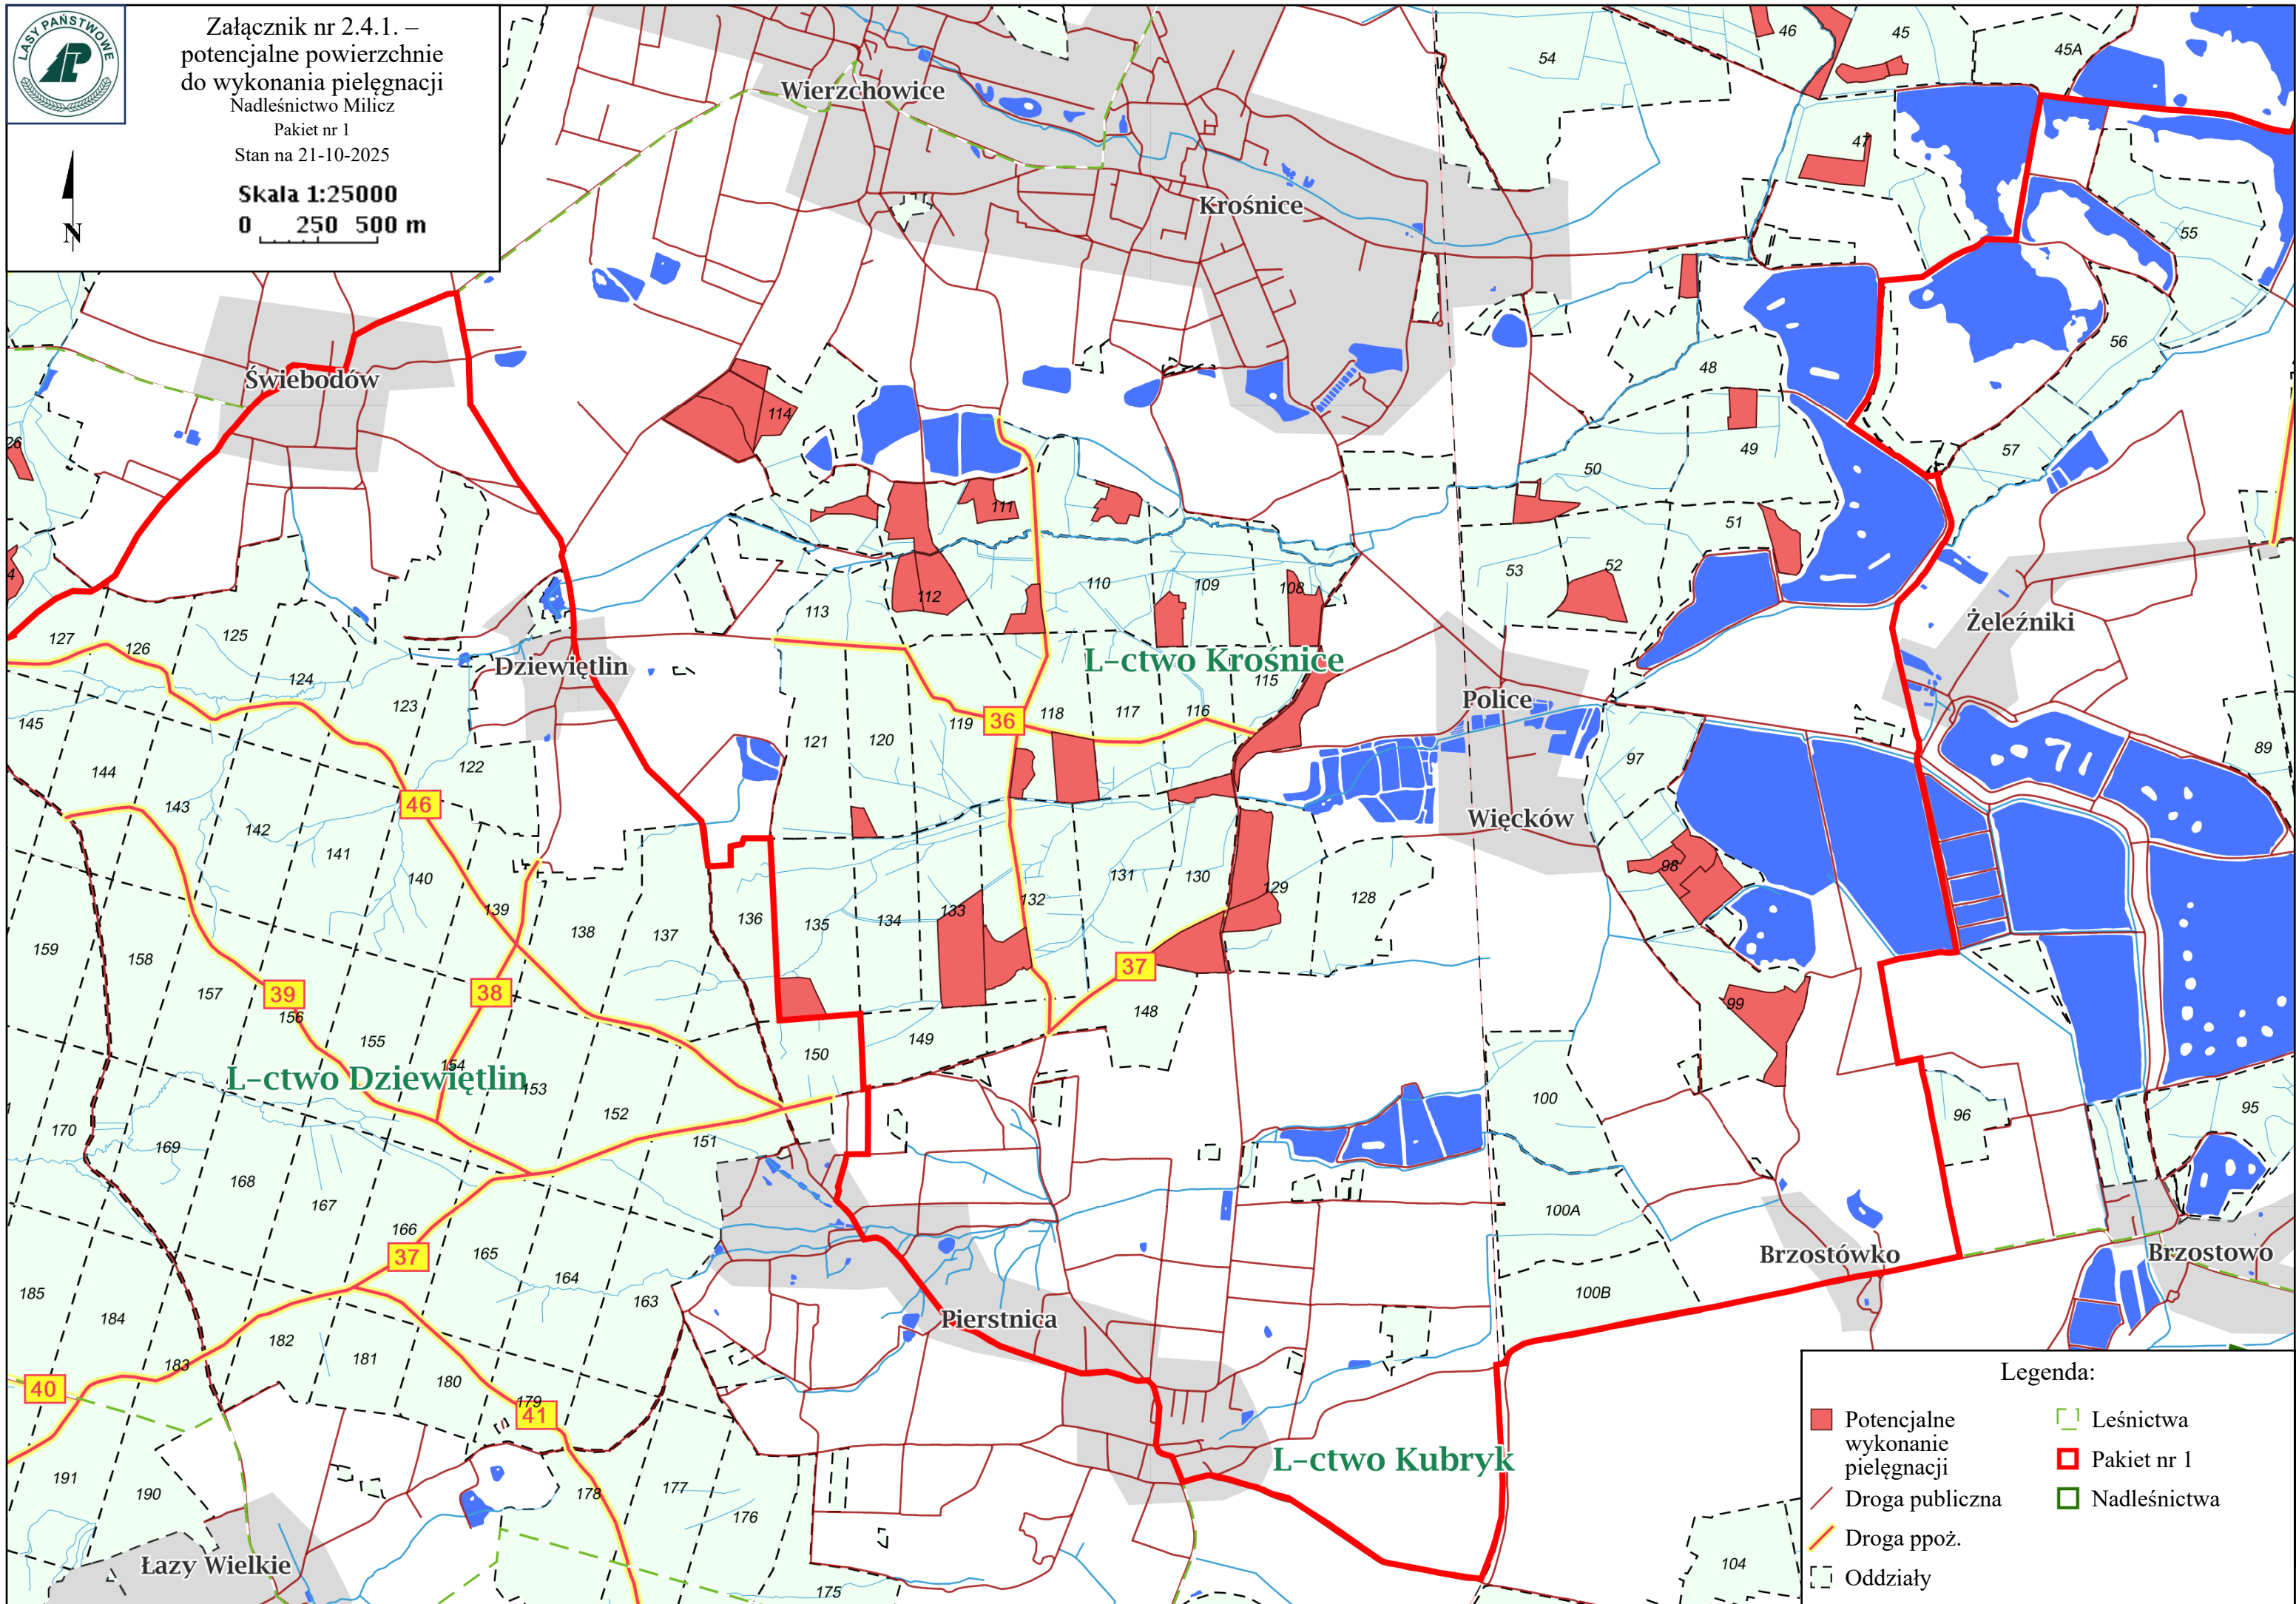 LASY PAŃSTWOWE
Załącznik nr 2.4.1. –
potencjalne powierzchnie
do wykonania pielęgnacji
Nadleśnictwo Milicz
Pakiet nr 1
Stan na 21-10-2025
Skala 1:25000
0 250 500 m
N
46
45
45A
54
Wierzchowice
47
Krośnice
55
56
48
Świebodów
114
49
57
50
26
111
51
4
112
113
110
109
108
53
52
Żeleźniki
127
126
125
124
123
Dziewiętlin
L-ctwo Krośnice
115
Police
145
121
120
119
36
118
117
116
122
144
97
89
71
143
46
142
141
Więcków
140
139
131
130
129
128
98
133
132
159
158
138
137
136
135
134
157
39
156
38
37
99
148
155
154
150
149
L-ctwo Dziewiętlin
153
152
151
100
96
95
170
169
168
167
166
100A
37
165
164
163
Brzostówko
Brzostowo
185
184
100B
Pierstnica
183
182
181
180
40
179
41
L-ctwo Kubryk
191
190
178
177
176
175
Łazy Wielkie
104
Legenda:
Potencjalne
wykonanie
pielęgnacji
Droga publiczna
Droga ppoż.
Oddziały
Leśnictwa
Pakiet nr 1
Nadleśnictwa